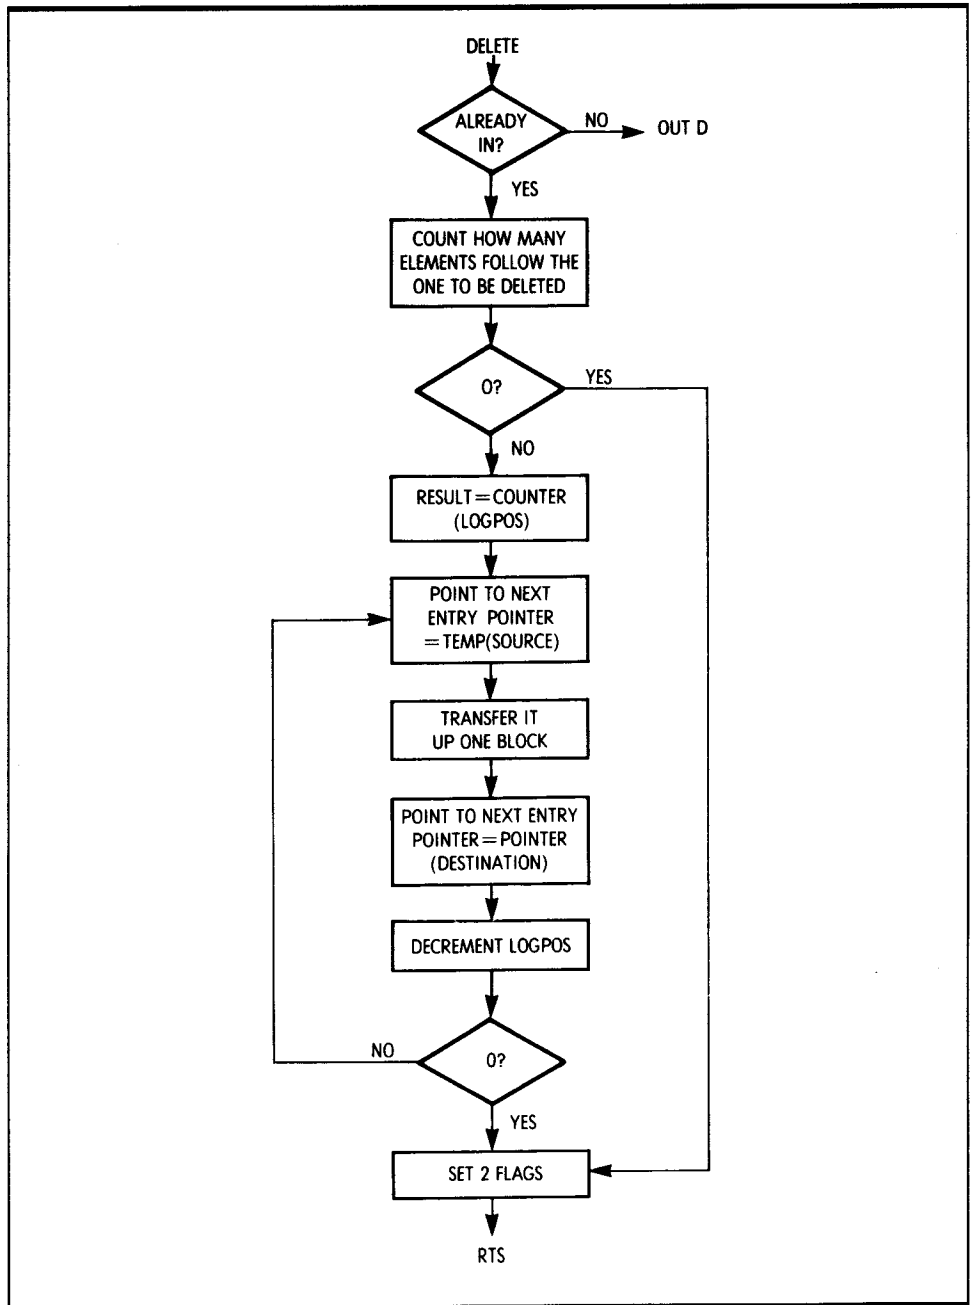 DELETE
ALREADY
IN?
NO
OUT D
YES
COUNT HOW MANY
ELEMENTS FOLLOW THE
ONE TO BE DELETED
0?
YES
NO
RESULT=COUNTER
(LOGPOS)
POINT TO NEXT
ENTRY POINTER
=TEMP(SOURCE)
TRANSFER IT
UP ONE BLOCK
POINT TO NEXT ENTRY
POINTER=POINTER
(DESTINATION)
DECREMENT LOGPOS
NO
0?
YES
SET 2 FLAGS
RTS